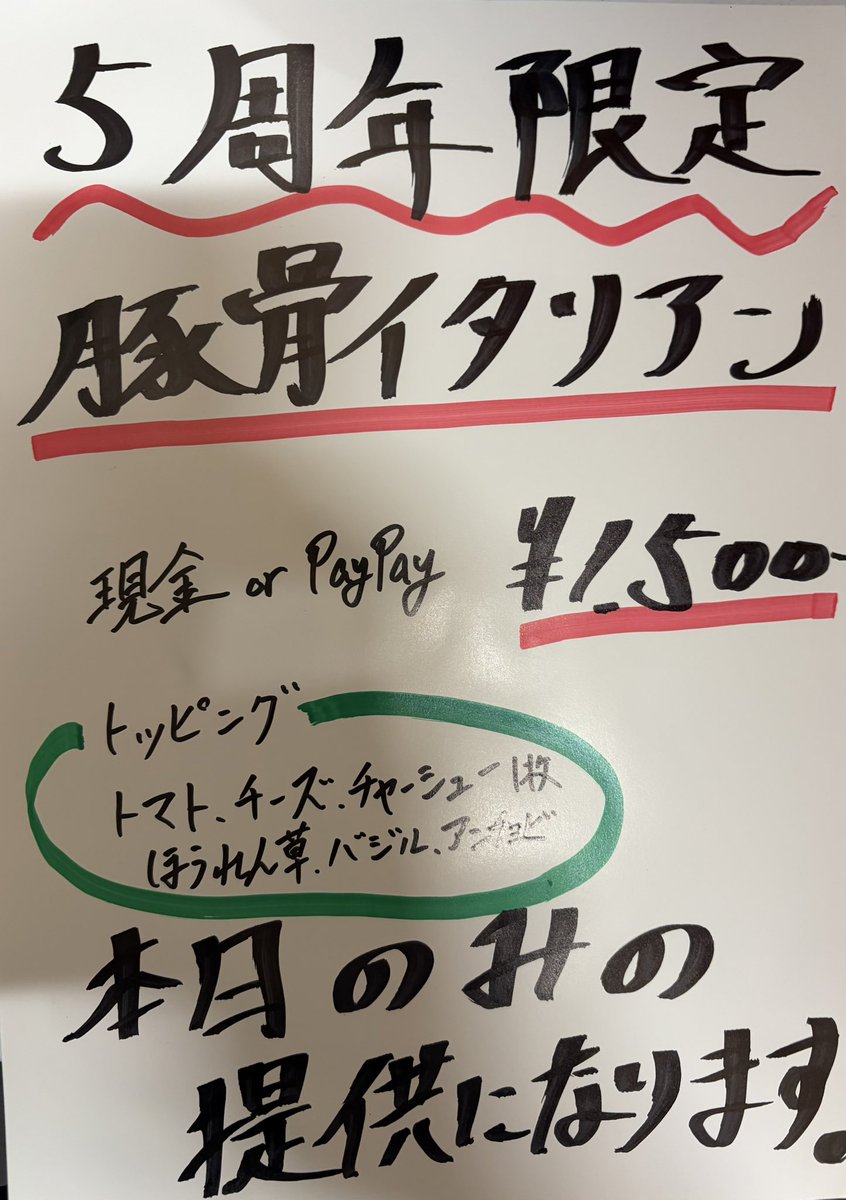 5周年限定
豚骨イタリアン
現金 or PayPay ¥1,500-
トッピング
トマト、チーズ、チャーシュー1枚
ほうれん草、バジル、アンチョビ
本日のみの
提供になります。